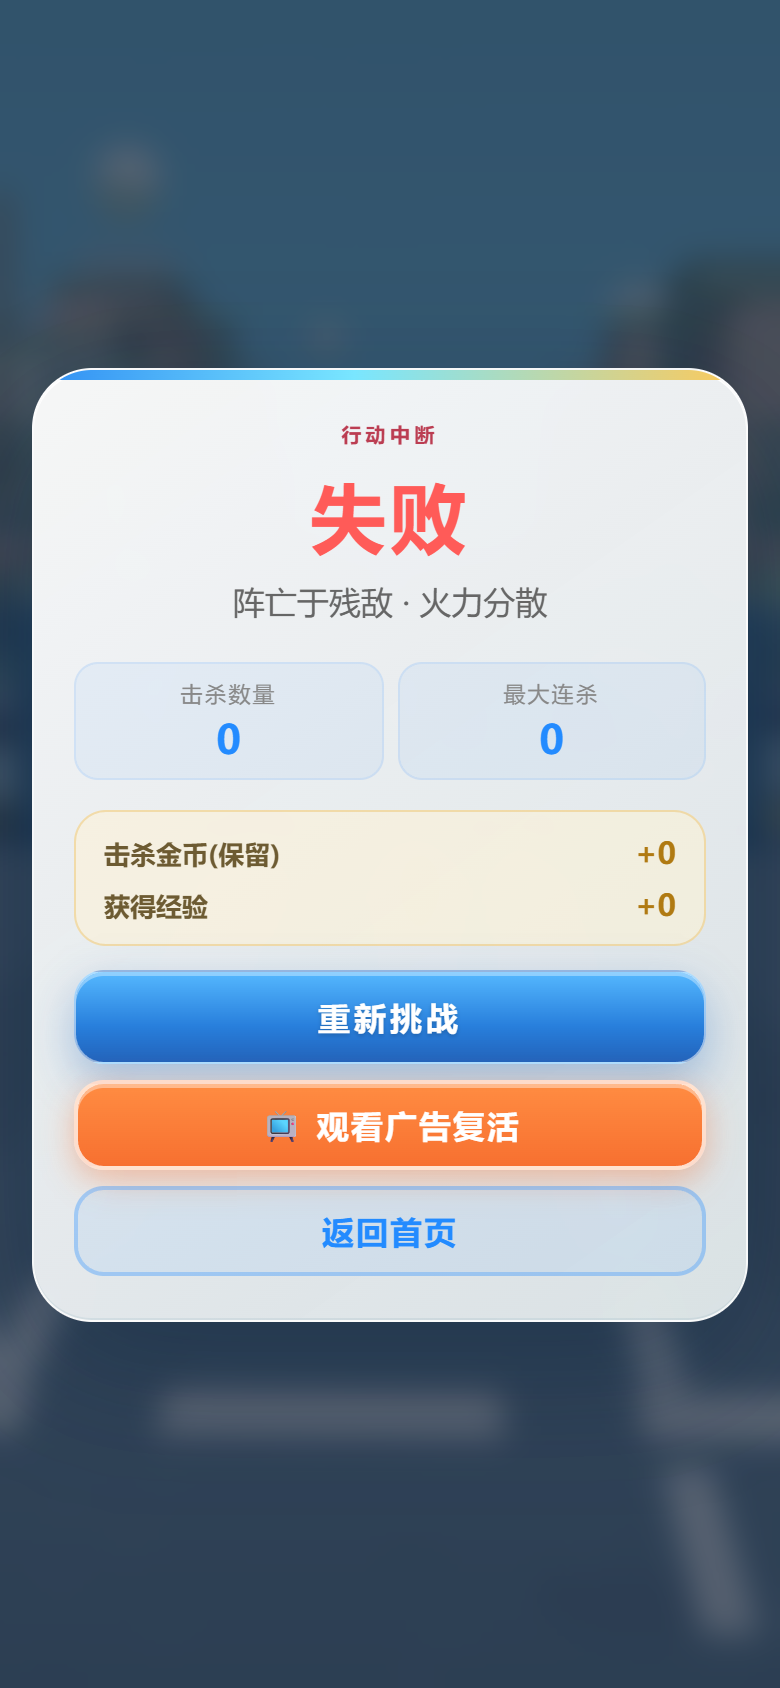 行动中断
失败
阵亡于残敌 · 火力分散
击杀数量
0
最大连杀
0
击杀金币(保留)
+0
获得经验
+0
重新挑战
观看广告复活
返回首页